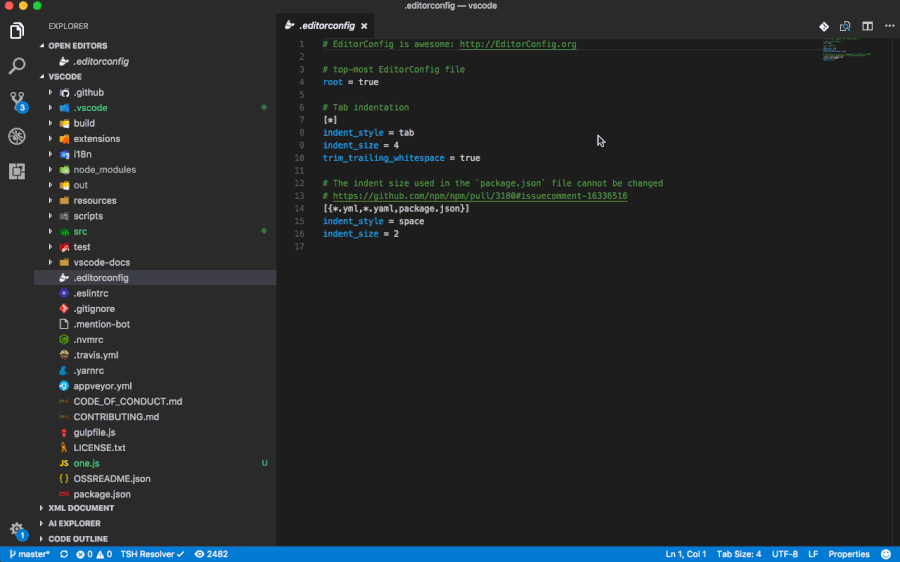 .editorconfig — vscode
EXPLORER
OPEN EDITORS
.editorconfig
VSCODE
.github
.vscode
build
extensions
i18n
node_modules
out
resources
scripts
src
test
vscode-docs
.editorconfig
.eslintrc
.gitignore
.mention-bot
.nvmrc
.travis.yml
.yarnrc
appveyor.yml
CODE_OF_CONDUCT.md
CONTRIBUTING.md
gulpfile.js
LICENSE.txt
JS one.js U
{ } OSSREADME.json
package.json
XML DOCUMENT
AI EXPLORER
CODE OUTLINE
3
1
.editorconfig ×
1 # EditorConfig is awesome: http://EditorConfig.org
2
3 # top-most EditorConfig file
4 root = true
5
6 # Tab indentation
7 [*]
8 indent_style = tab
9 indent_size = 4
10 trim_trailing_whitespace = true
11
12 # The indent size used in the `package.json` file cannot be changed
13 # https://github.com/npm/npm/pull/3180#issuecomment-16336516
14 [{*.yml,*.yaml,package.json}]
15 indent_style = space
16 indent_size = 2
17
master* 0 0 TSH Resolver ✓ 2482 Ln 1, Col 1 Tab Size: 4 UTF-8 LF Properties